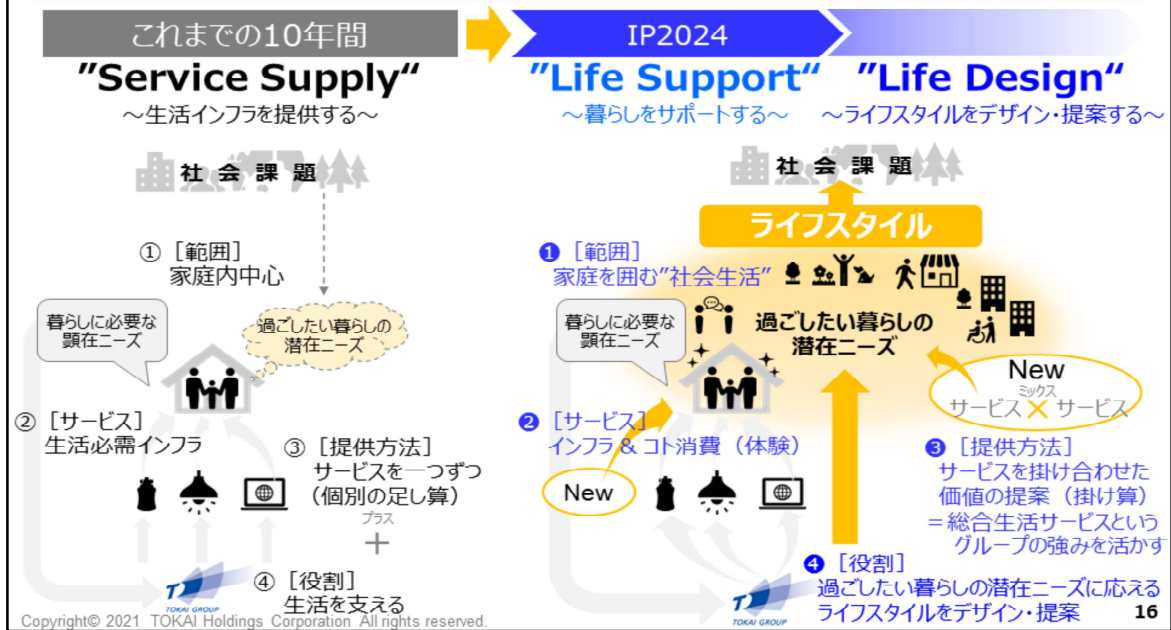 これまでの10年間
”Service Supply“
～生活インフラを提供する～
社会課題
① ［範囲］
家庭内中心
暮らしに必要な
顕在ニーズ
過ごしたい暮らしの
潜在ニーズ
② ［サービス］
生活必需インフラ
③ ［提供方法］
サービスを一つずつ
（個別の足し算）
プラス
＋
④ ［役割］
生活を支える
TOKAI GROUP
IP2024
”Life Support“
～暮らしをサポートする～
”Life Design“
～ライフスタイルをデザイン・提案する～
社会課題
ライフスタイル
❶ ［範囲］
家庭を囲む”社会生活”
暮らしに必要な
顕在ニーズ
過ごしたい暮らしの
潜在ニーズ
New
ミックス
サービス×サービス
❷ ［サービス］
インフラ＆コト消費（体験）
New
❸ ［提供方法］
サービスを掛け合わせた
価値の提案（掛け算）
＝総合生活サービスという
グループの強みを活かす
❹ ［役割］
過ごしたい暮らしの潜在ニーズに応える
ライフスタイルをデザイン・提案
TOKAI GROUP
Copyright© 2021 TOKAI Holdings Corporation All rights reserved.
16